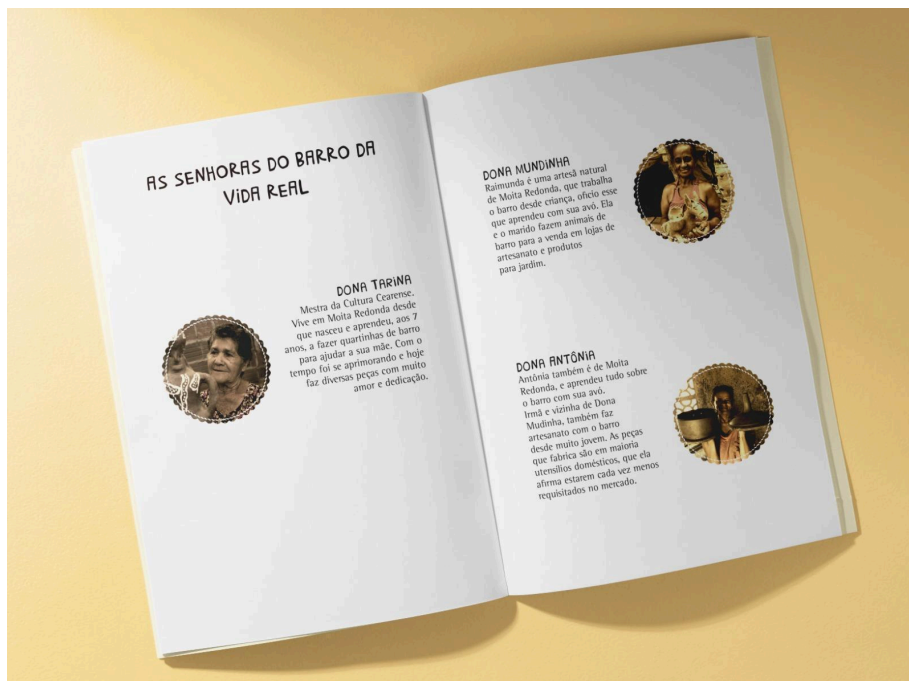 AS SENHORAS DO BARRO DA
VIDA REAL
DONA TARINA
Mestra da Cultura Cearense.
Vive em Moita Redonda desde
que nasceu e aprendeu, aos 7
anos, a fazer quartinhas de barro
para ajudar a sua mãe. Com o
tempo foi se aprimorando e hoje
faz diversas peças com muito
amor e dedicação.
DONA MUNDINHA
Raimunda é uma artesã natural
de Moita Redonda, que trabalha
o barro desde criança, ofício esse
que aprendeu com sua avó. Ela
e o marido fazem animais de
barro para a venda em lojas de
artesanato e produtos
para jardim.
DONA ANTÔNIA
Antônia também é de Moita
Redonda, e aprendeu tudo sobre
o barro com sua avó.
Irmã e vizinha de Dona
Mudinha, também faz
artesanato com o barro
desde muito jovem. As peças
que fabrica são em maioria
utensílios domésticos, que ela
afirma estarem cada vez menos
requisitados no mercado.